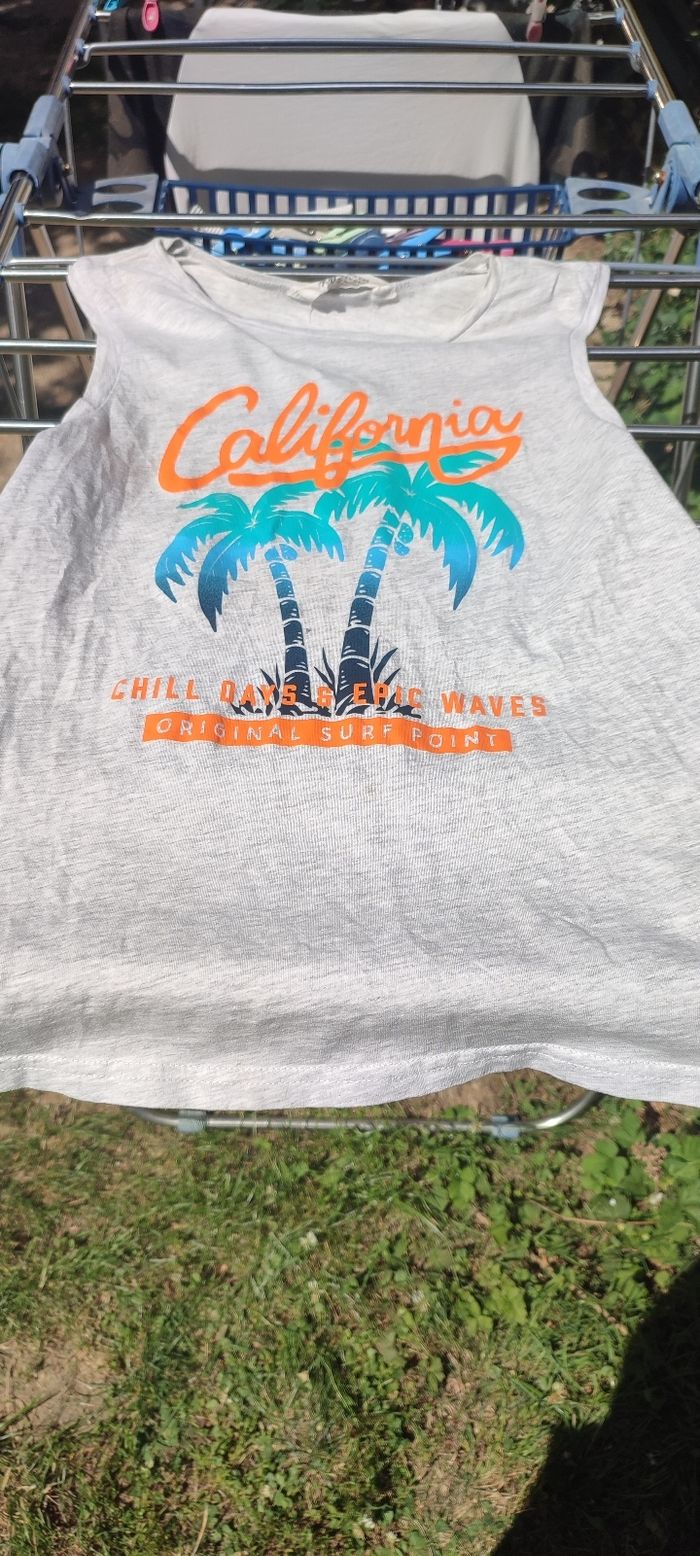 California
CHILL DAYS & EPIC WAVES
ORIGINAL SURF POINT